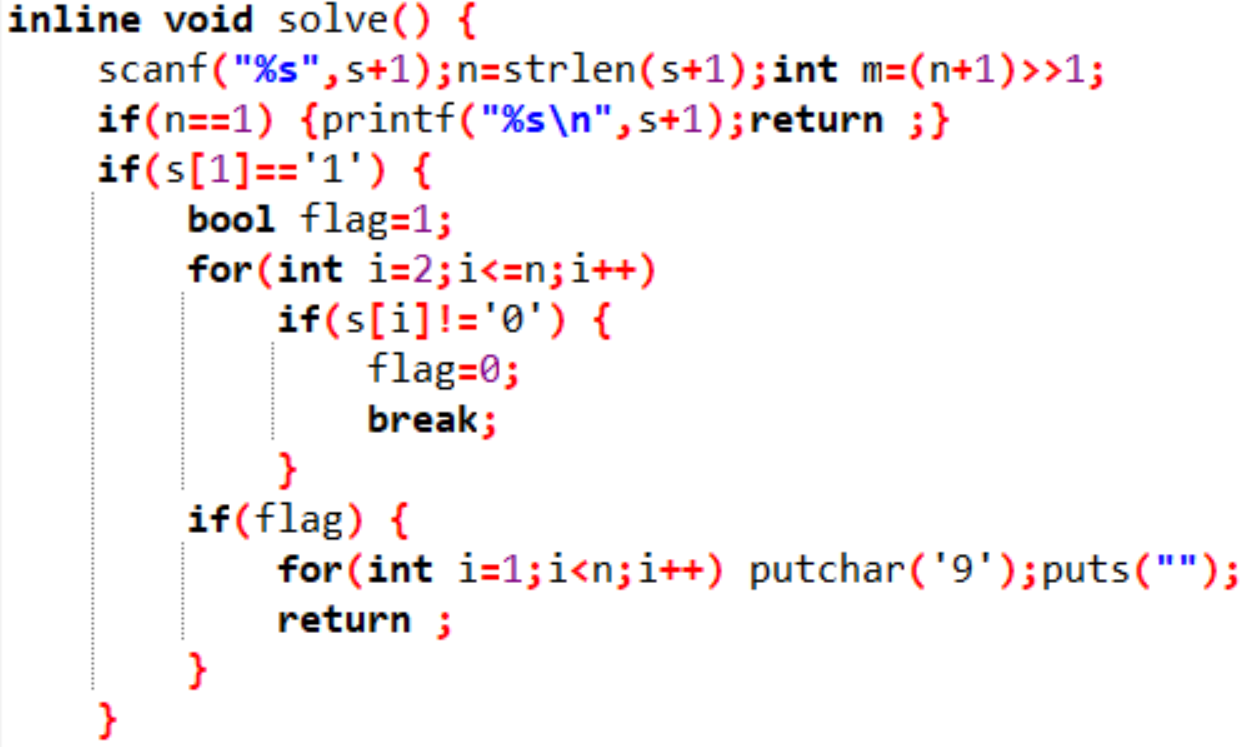 inline void solve() {
    scanf("%s",s+1);n=strlen(s+1);int m=(n+1)>>1;
    if(n==1) {printf("%s\n",s+1);return ;}
    if(s[1]=='1') {
        bool flag=1;
        for(int i=2;i<=n;i++)
            if(s[i]!='0') {
                flag=0;
                break;
            }
        if(flag) {
            for(int i=1;i<n;i++) putchar('9');puts("");
            return ;
        }
    }